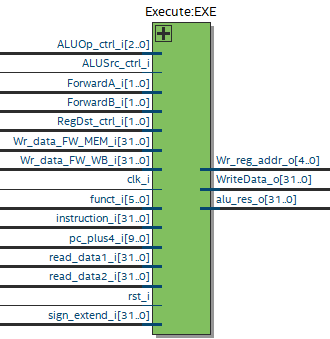 Execute:EXE
ALUOp_ctrl_i[2..0]
ALUSrc_ctrl_i
ForwardA_i[1..0]
ForwardB_i[1..0]
RegDst_ctrl_i[1..0]
Wr_data_FW_MEM_i[31..0]
Wr_data_FW_WB_i[31..0]
clk_i
funct_i[5..0]
instruction_i[31..0]
pc_plus4_i[9..0]
read_data1_i[31..0]
read_data2_i[31..0]
rst_i
sign_extend_i[31..0]
Wr_reg_addr_o[4..0]
WriteData_o[31..0]
alu_res_o[31..0]